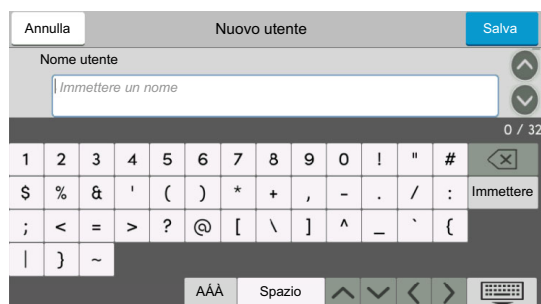 Annulla Nuovo utente Salva
Nome utente
Immettere un nome
0 / 32
1 2 3 4 5 6 7 8 9 0 ! " #
$ % & ' ( ) * + , - . / : Immettere
; < = > ? @ [ \ ] ^ _ ` {
| } ~
AÁÀ Spazio